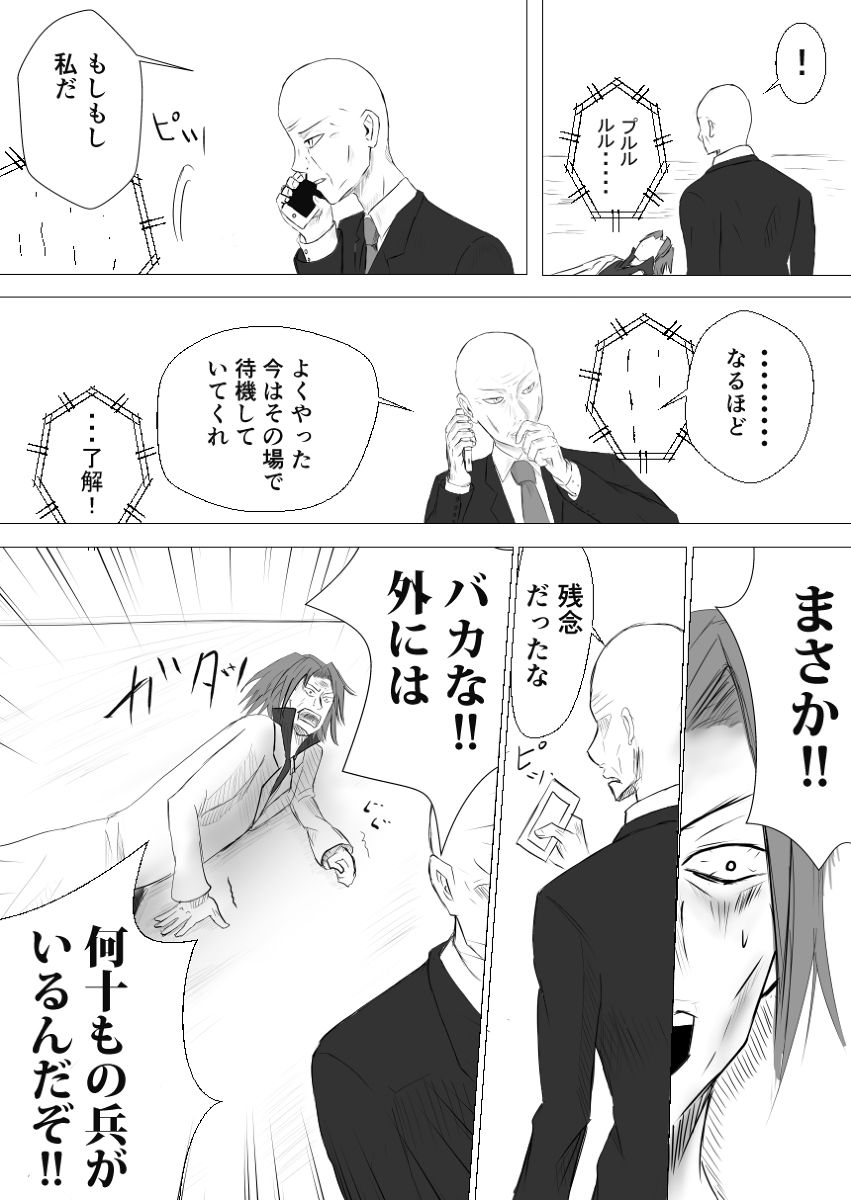 ！
プルル
ルル・・・・・
ピッ
もしもし
私だ
・・・・・・・・・
なるほど
よくやった
今はその場で
待機して
いてくれ
・・・了解！
まさか!!
残念
だったな
ピッ
バカな!!
外には
ガダッ
何十もの兵が
いるんだぞ!!